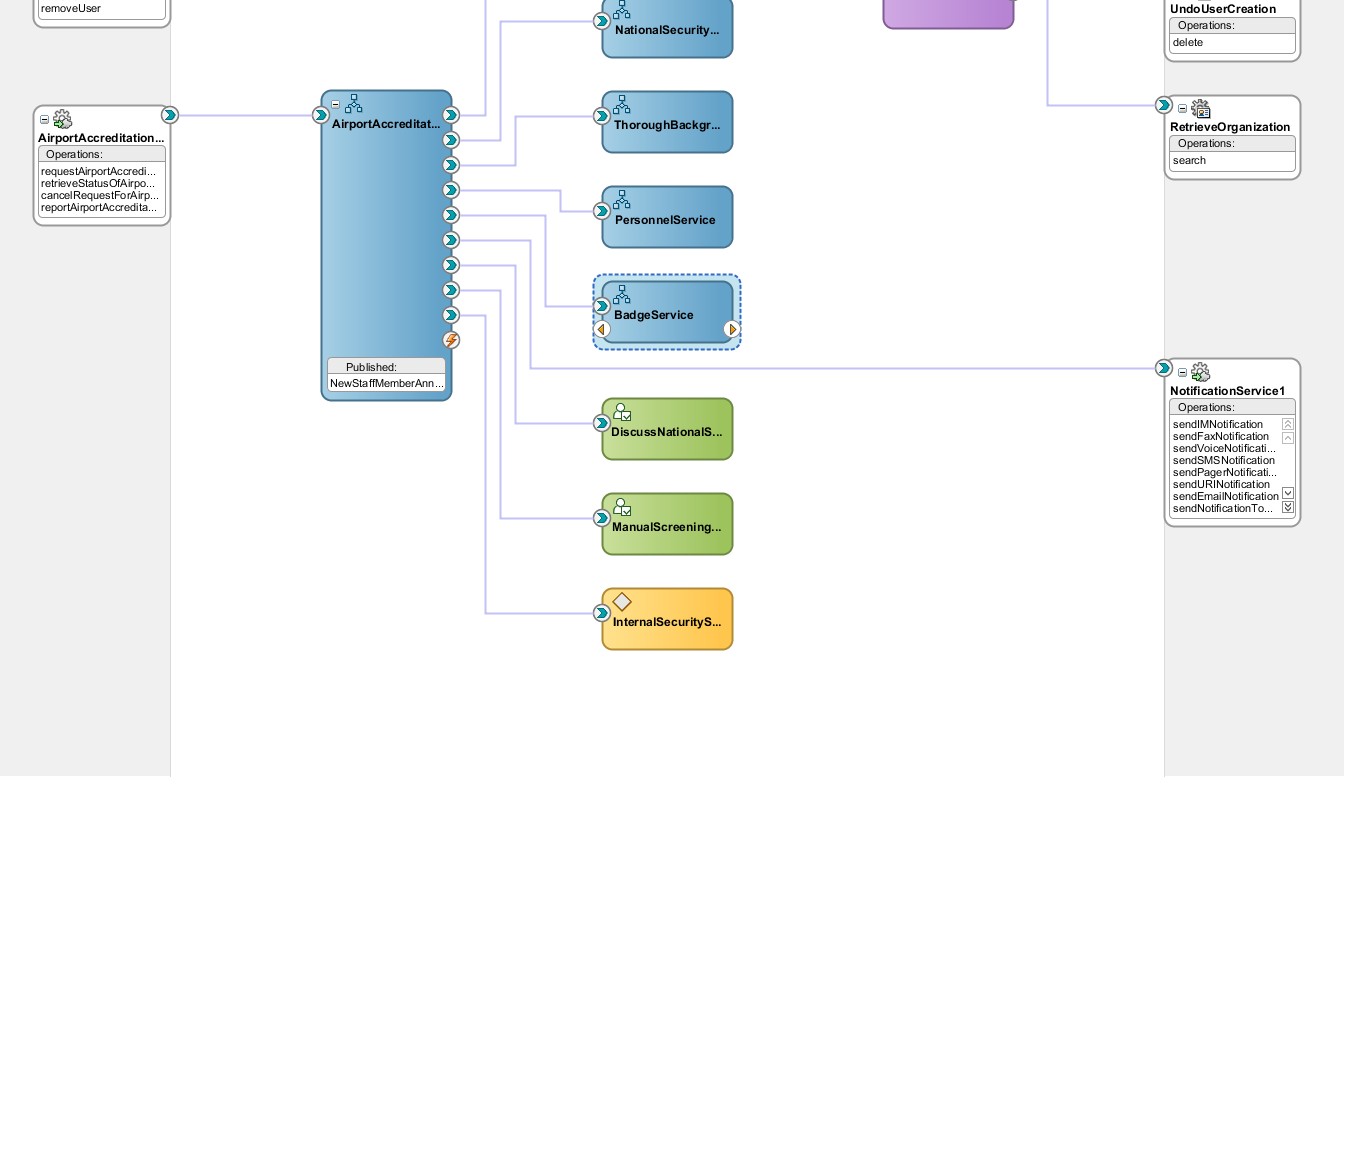 removeUser
NationalSecurity...
UndoUserCreation
Operations:
delete
AirportAccreditation...
Operations:
requestAirportAccredi...
retrieveStatusOfAirpo...
cancelRequestForAirp...
reportAirportAccredita...
AirportAccreditat...
ThoroughBackgr...
RetrieveOrganization
Operations:
search
PersonnelService
BadgeService
Published:
NewStaffMemberAnn...
NotificationService1
Operations:
sendIMNotification
sendFaxNotification
sendVoiceNotificati...
sendSMSNotification
sendPagerNotificati...
sendURINotification
sendEmailNotification
sendNotificationTo...
DiscussNationalS...
ManualScreening...
InternalSecurityS...